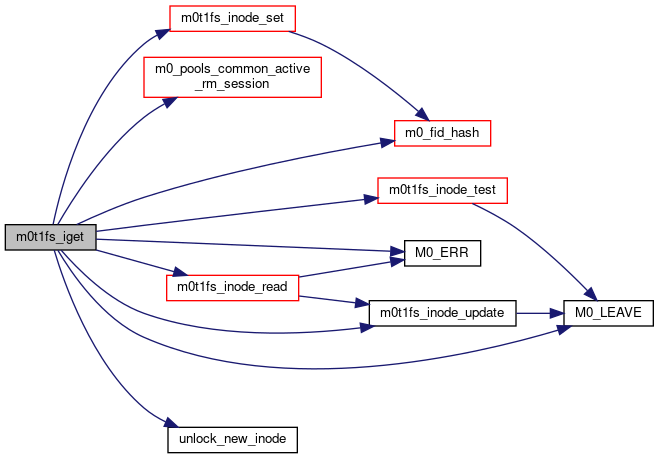 m0t1fs_inode_set
m0_pools_common_active
_rm_session
m0_fid_hash
m0t1fs_inode_test
m0t1fs_iget
M0_ERR
m0t1fs_inode_read
m0t1fs_inode_update
M0_LEAVE
unlock_new_inode